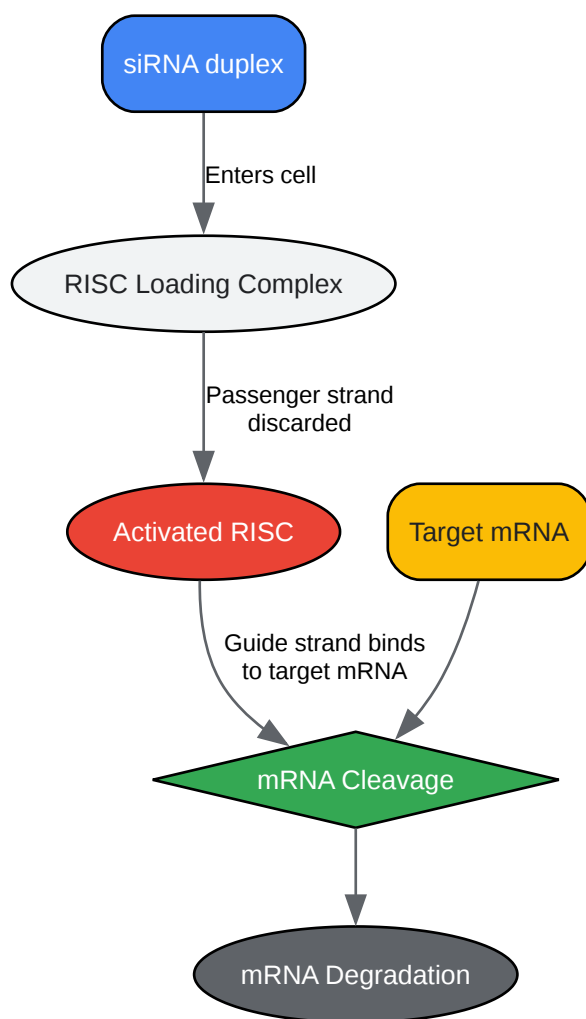 siRNA duplex
Enters cell
RISC Loading Complex
Passenger strand
discarded
Activated RISC
Target mRNA
Guide strand binds
to target mRNA
mRNA Cleavage
mRNA Degradation